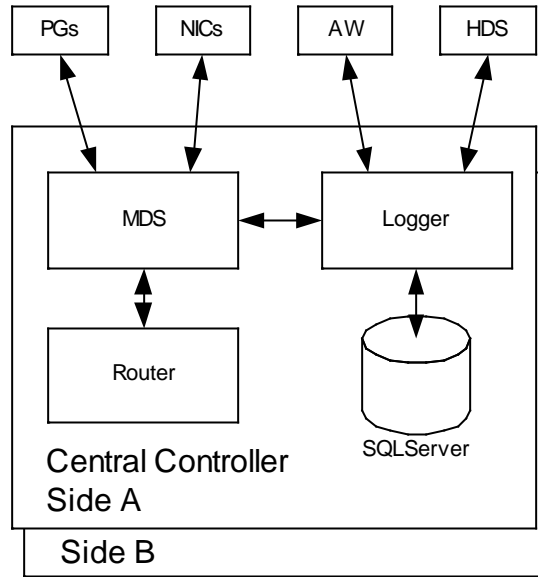 PGs
NICs
AW
HDS
MDS
Logger
Router
SQLServer
Central Controller
Side A
Side B